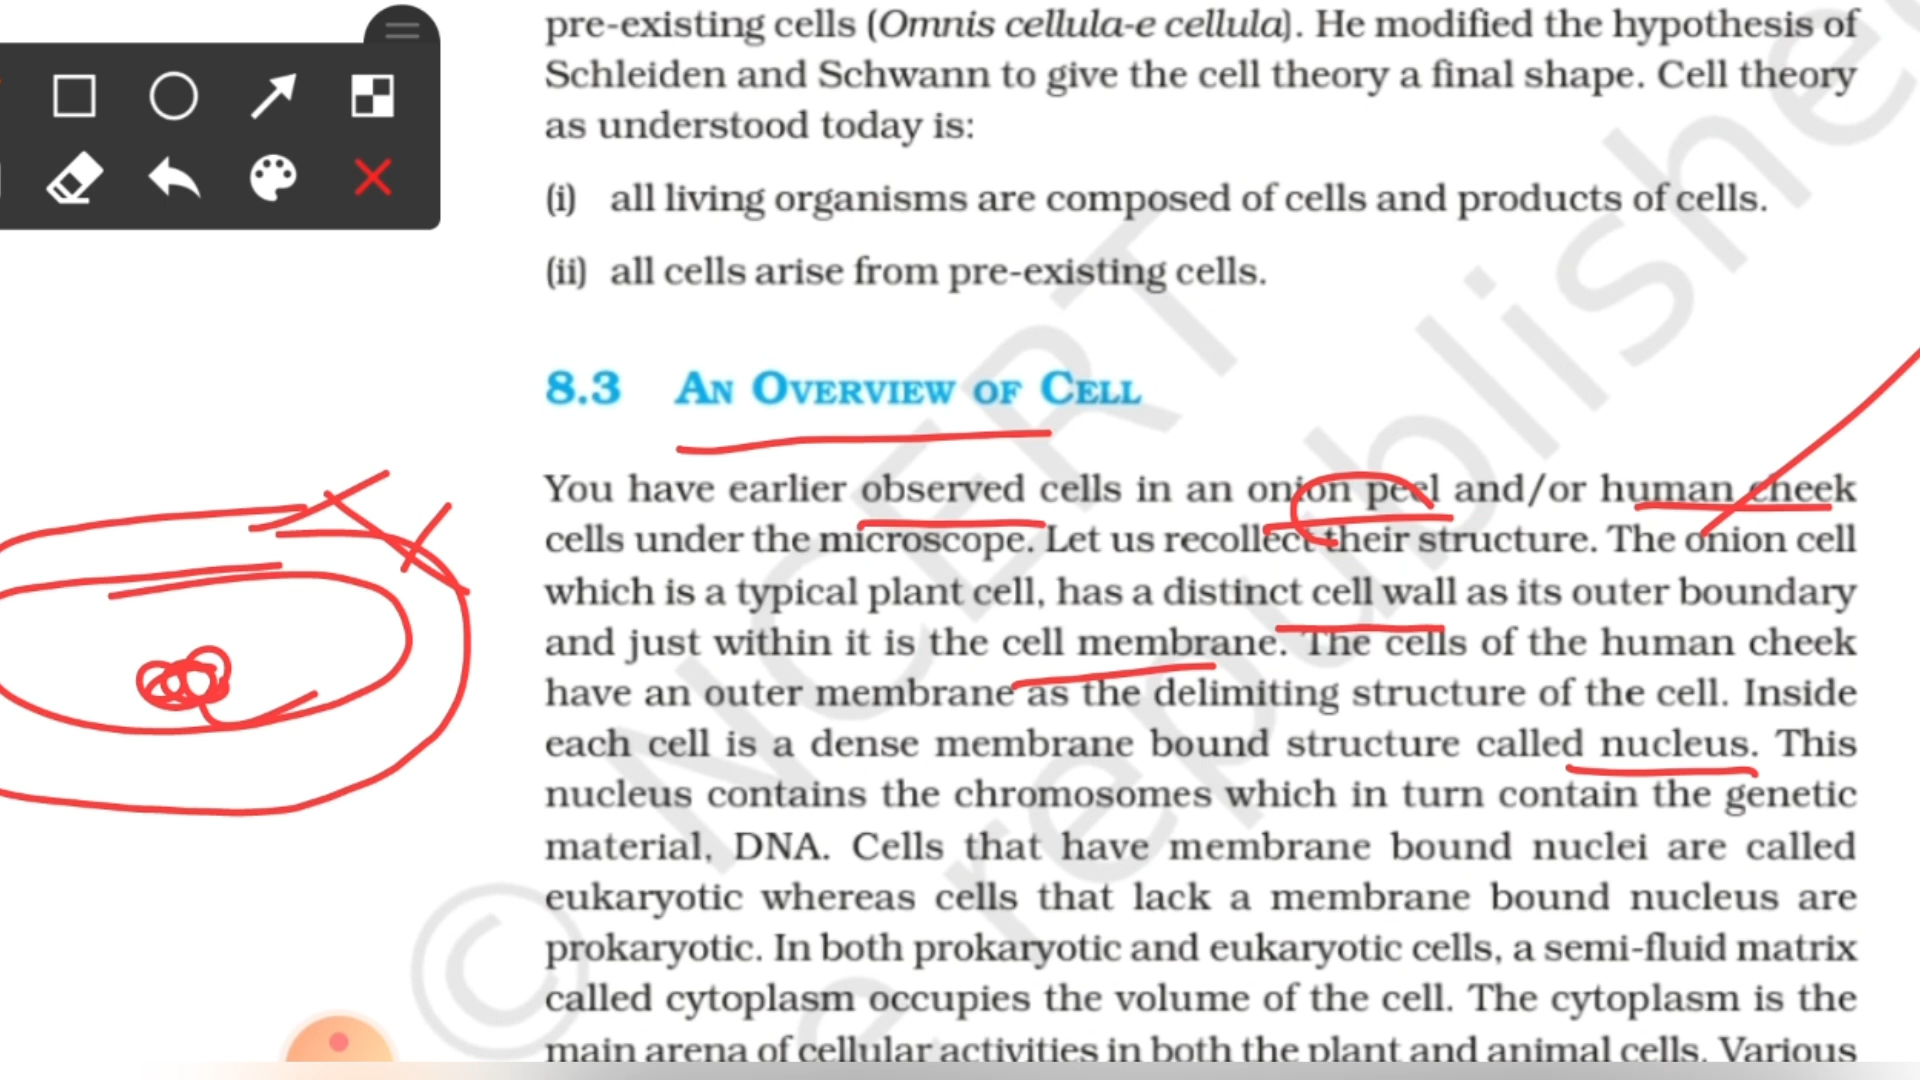 pre-existing cells (Omnis cellula-e cellula). He modified the hypothesis of
Schleiden and Schwann to give the cell theory a final shape. Cell theory
as understood today is:
(i) all living organisms are composed of cells and products of cells.
(ii) all cells arise from pre-existing cells.
8.3 AN OVERVIEW OF CELL
You have earlier observed cells in an onion peel and/or human cheek
cells under the microscope. Let us recollect their structure. The onion cell
which is a typical plant cell, has a distinct cell wall as its outer boundary
and just within it is the cell membrane. The cells of the human cheek
have an outer membrane as the delimiting structure of the cell. Inside
each cell is a dense membrane bound structure called nucleus. This
nucleus contains the chromosomes which in turn contain the genetic
material, DNA. Cells that have membrane bound nuclei are called
eukaryotic whereas cells that lack a membrane bound nucleus are
prokaryotic. In both prokaryotic and eukaryotic cells, a semi-fluid matrix
called cytoplasm occupies the volume of the cell. The cytoplasm is the
main arena of cellular activities in both the plant and animal cells. Various
© NCERT
republishe